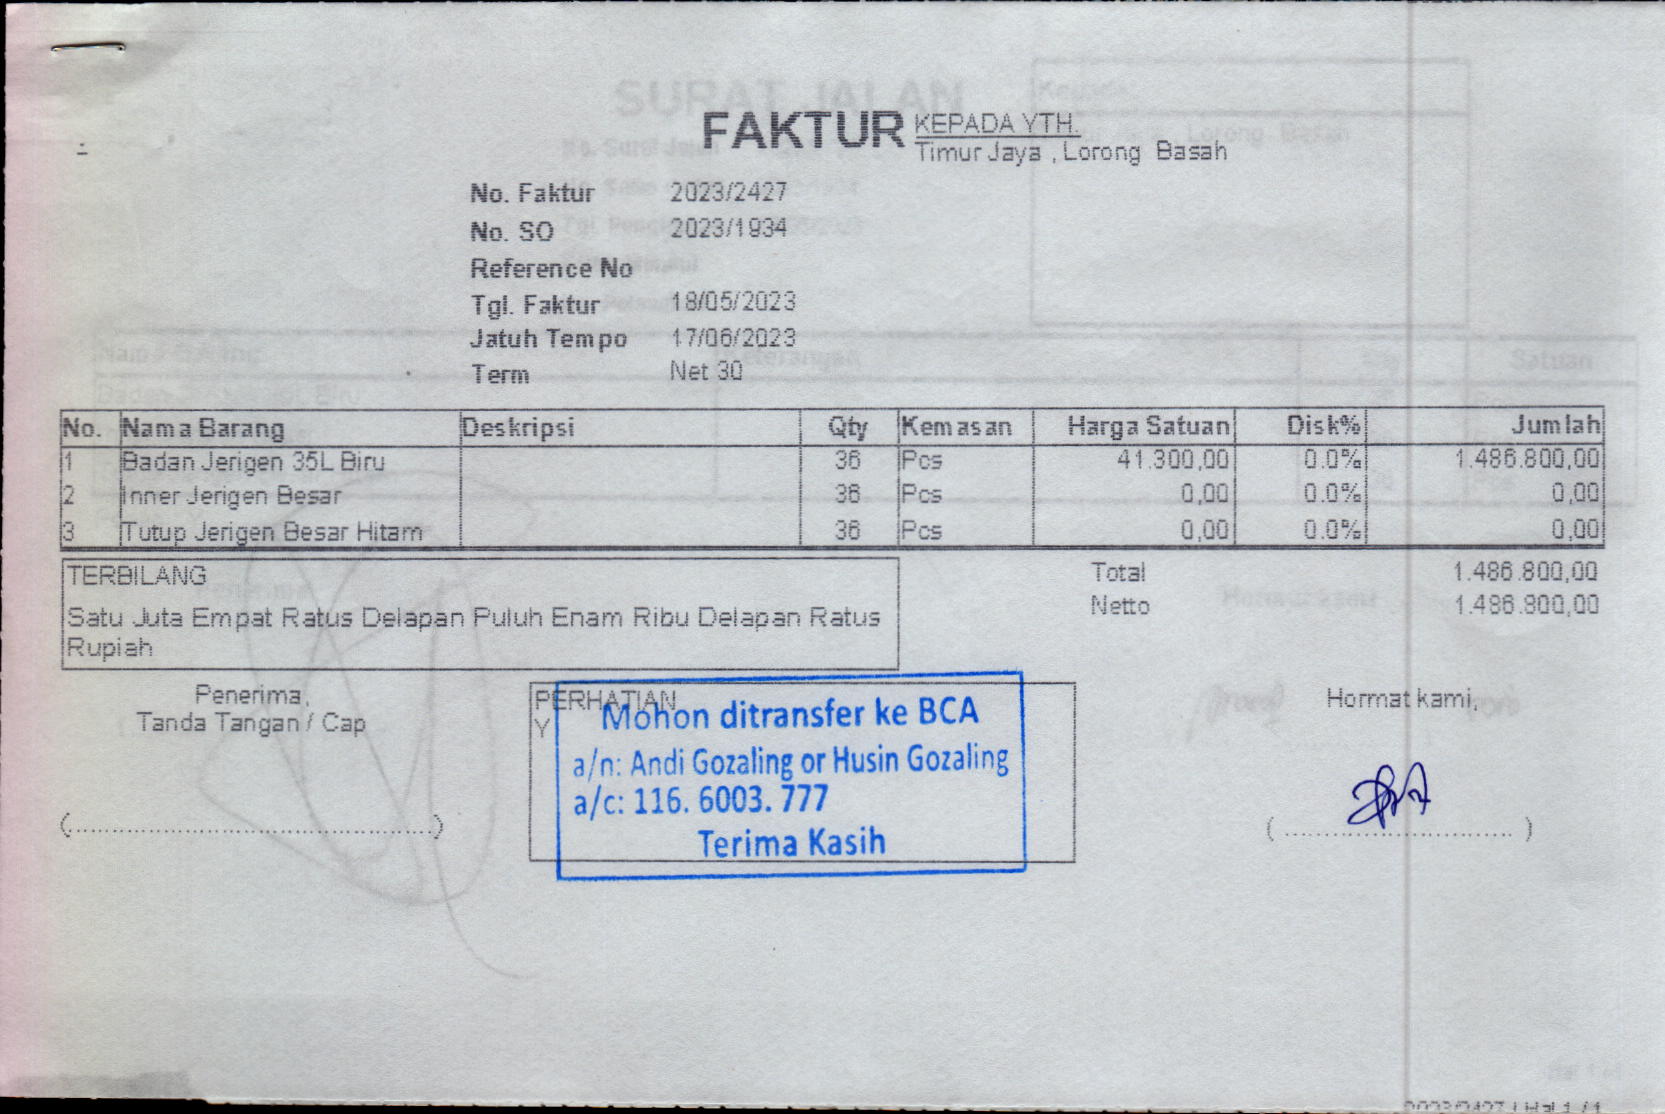 FAKTUR
KEPADA YTH.
Timur Jaya , Lorong Basah
No. Faktur 2023/2427
No. SO 2023/1934
Reference No
Tgl. Faktur 18/05/2023
Jatuh Tempo 17/06/2023
Term Net 30
No. Nama Barang Deskripsi Qty Kemasan Harga Satuan Disk% Jumlah
1 Badan Jerigen 35L Biru 36 Pcs 41.300,00 0.0% 1.486.800,00
2 Inner Jerigen Besar 36 Pcs 0,00 0.0% 0,00
3 Tutup Jerigen Besar Hitam 36 Pcs 0,00 0.0% 0,00
TERBILANG
Satu Juta Empat Ratus Delapan Puluh Enam Ribu Delapan Ratus
Rupiah
Total 1.486.800,00
Netto 1.486.800,00
Penerima,
Tanda Tangan / Cap
(........................................)
PERHATIAN
Y
Mohon ditransfer ke BCA
a/n: Andi Gozaling or Husin Gozaling
a/c: 116. 6003. 777
Terima Kasih
Hormat kami,
(..............................)
2023/2427 / Hal 1 / 1